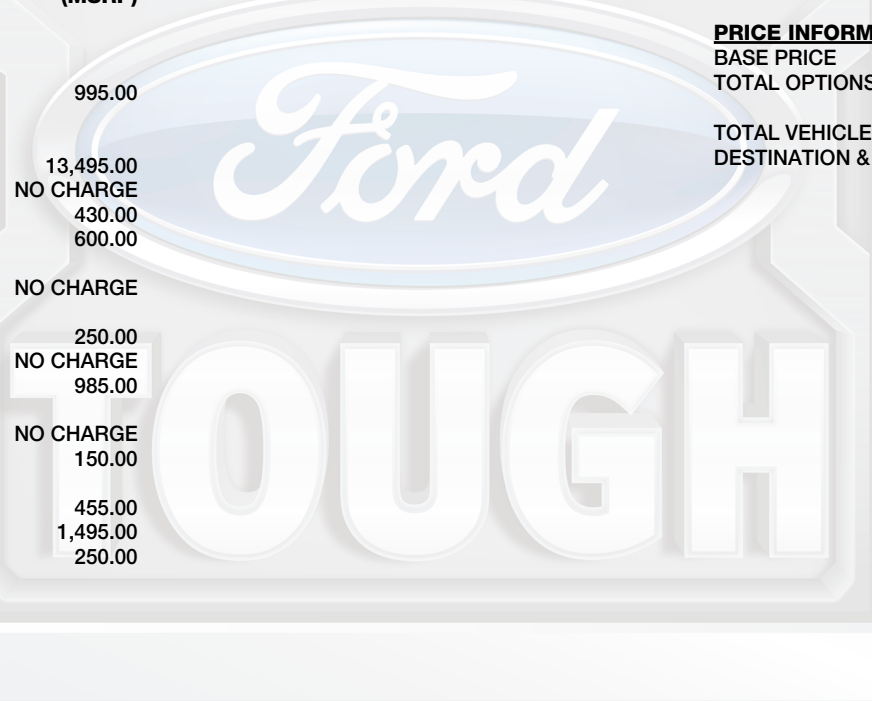 (MSRP)
995.00
13,495.00
NO CHARGE
430.00
600.00
NO CHARGE
250.00
NO CHARGE
985.00
NO CHARGE
150.00
455.00
1,495.00
250.00
PRICE INFORM
BASE PRICE
TOTAL OPTIONS
TOTAL VEHICLE
DESTINATION &
Ford
TOUGH